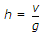 h = v/g